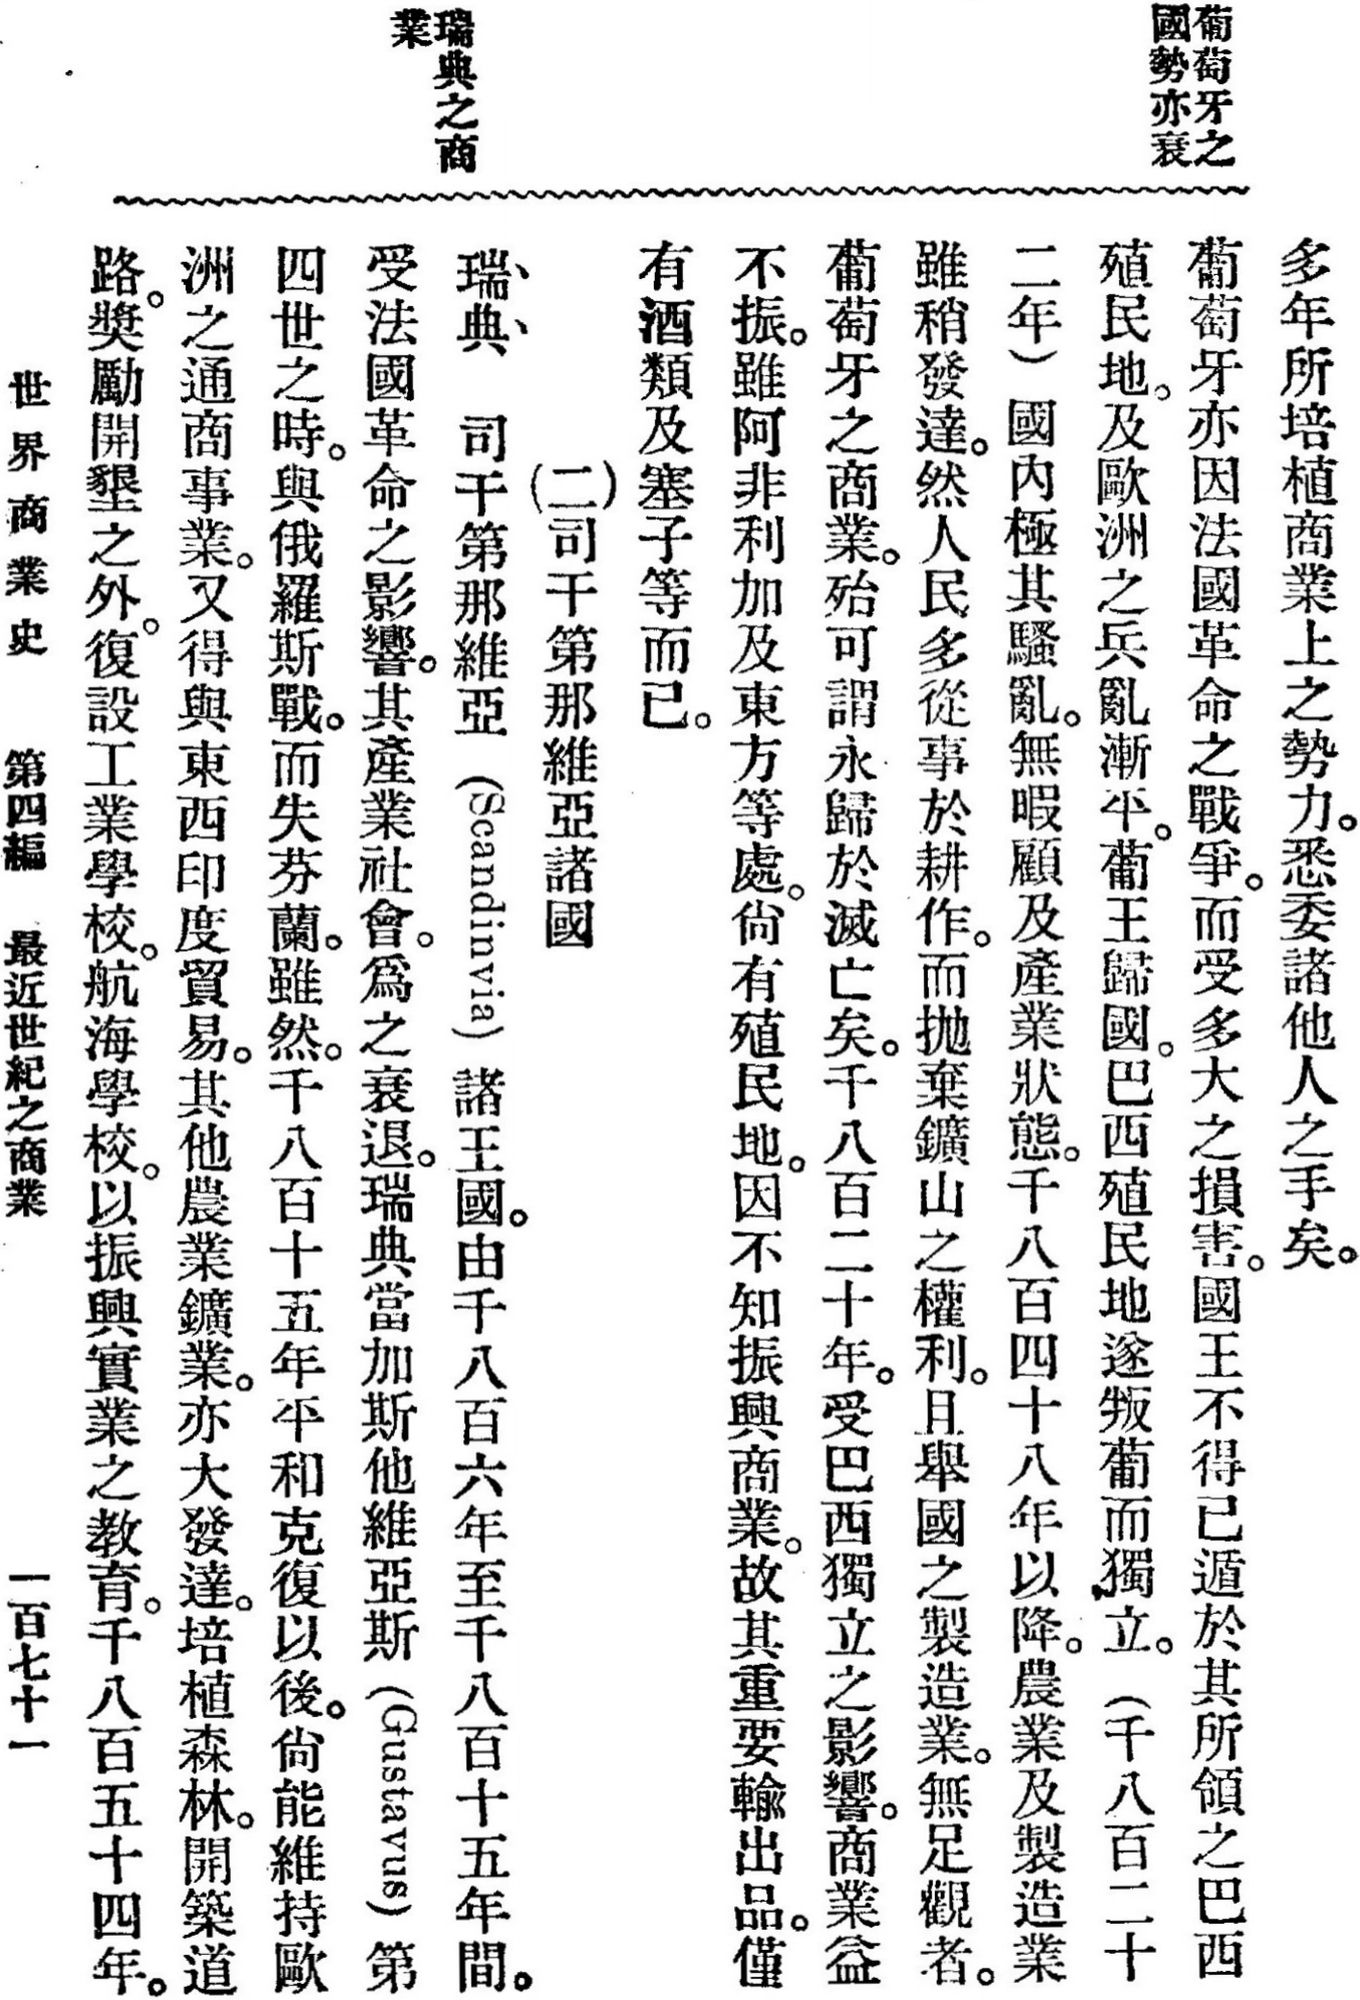 葡萄牙之
國勢亦衰
瑞典之商
業
多年所培植商業上之勢力。悉委諸他人之手矣。
葡萄牙亦因法國革命之戰爭。而受多大之損害。國王不得已遁於其所領之巴西
殖民地。及歐洲之兵亂漸平。葡王歸國。巴西殖民地遂叛葡而獨立。（千八百二十
二年）國內極其騷亂。無暇顧及產業狀態。千八百四十八年以降。農業及製造業
雖稍發達。然人民多從事於耕作。而拋棄鑛山之權利。且舉國之製造業。無足觀者。
葡萄牙之商業。殆可謂永歸於滅亡矣。千八百二十年。受巴西獨立之影響。商業益
不振。雖阿非利加及東方等處。尙有殖民地。因不知振興商業。故其重要輸出品。僅
有酒類及塞子等而已。
(二)司干第那維亞諸國
瑞、典、　司干第那維亞（Scandinvia）諸王國。由千八百六年至千八百十五年間。
受法國革命之影響。其產業社會。爲之衰退。瑞典當加斯他維亞斯（Gustavus）第
四世之時。與俄羅斯戰。而失芬蘭。雖然。千八百十五年平和克復以後。尙能維持歐
洲之通商事業。又得與東西印度貿易。其他農業鑛業。亦大發達。培植森林。開築道
路。獎勵開墾之外。復設工業學校。航海學校。以振興實業之教育。千八百五十四年。
世界商業史　第四編　最近世紀之商業　一百七十一